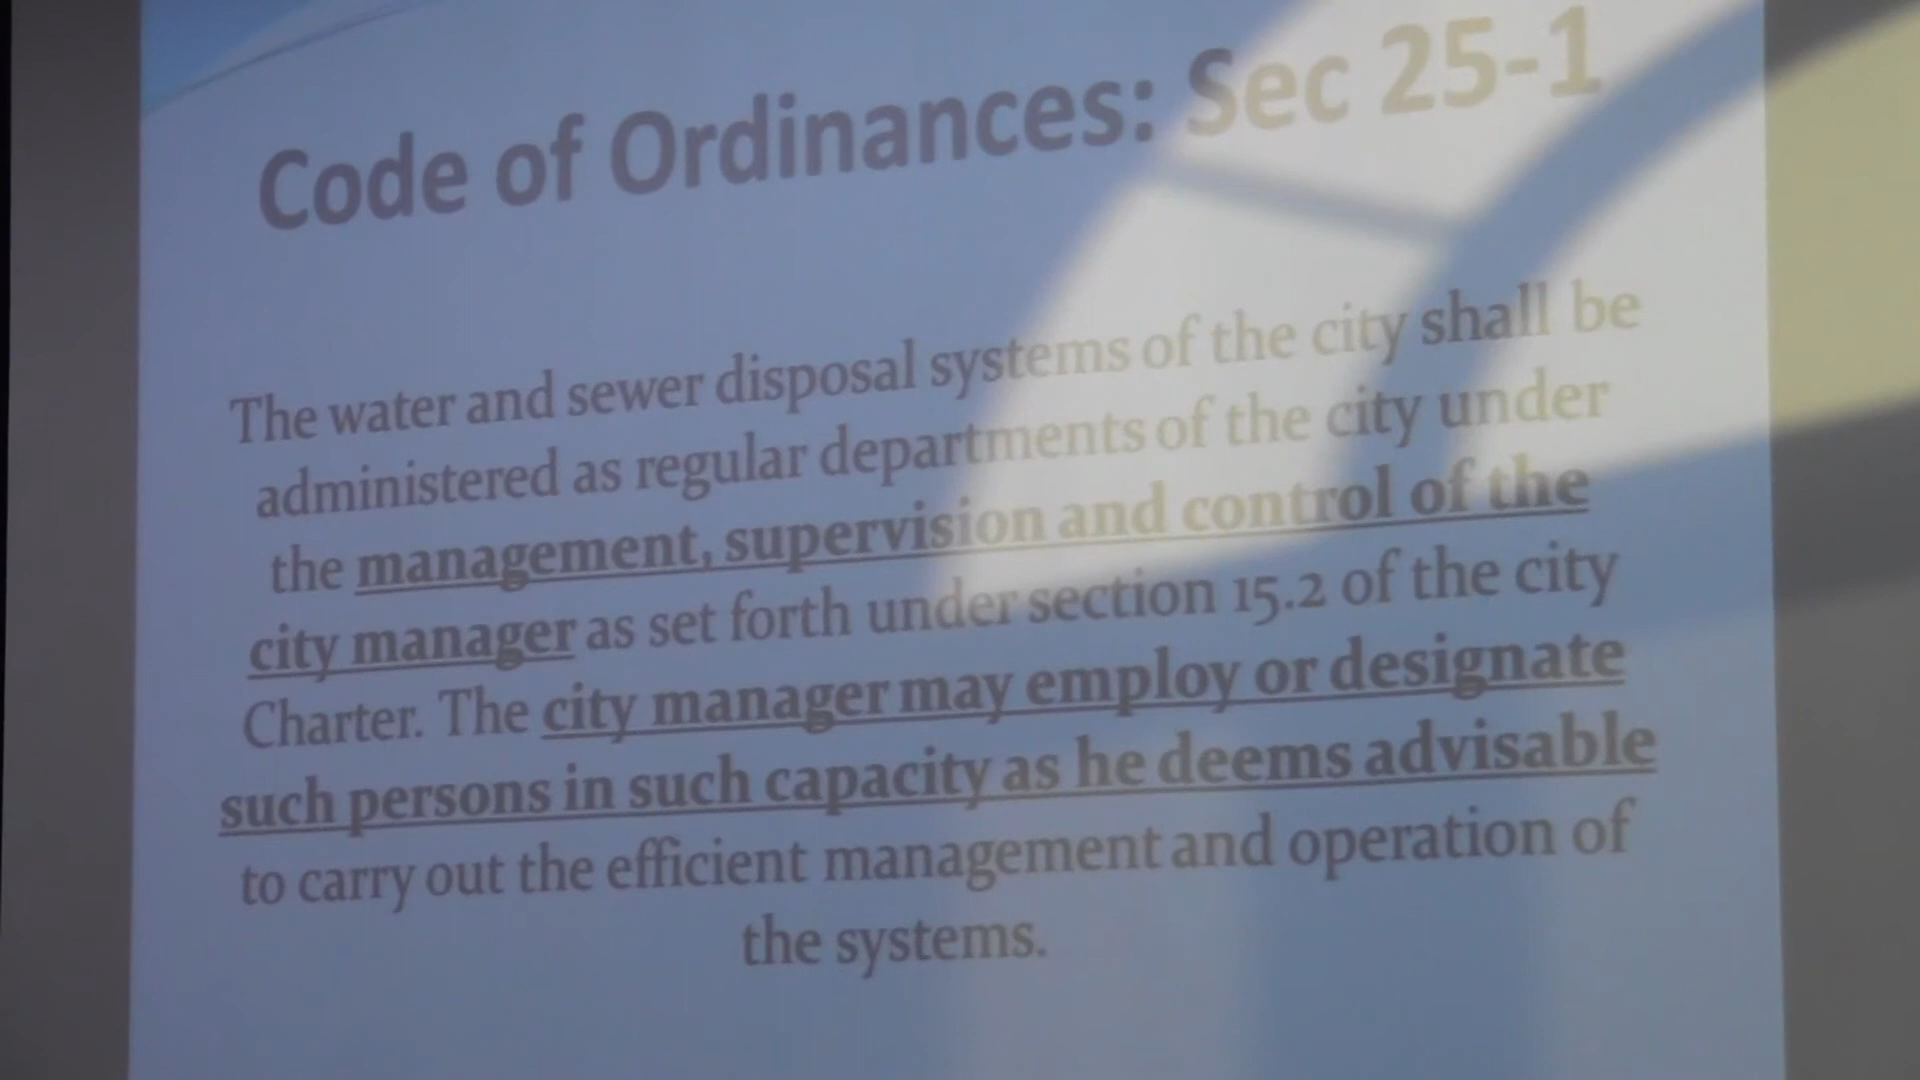 Code of Ordinances: Sec 25-1
The water and sewer disposal systems of the city shall be
administered as regular departments of the city under
the management, supervision and control of the
city manager as set forth under section 15.2 of the city
Charter. The city manager may employ or designate
such persons in such capacity as he deems advisable
to carry out the efficient management and operation of
the systems.